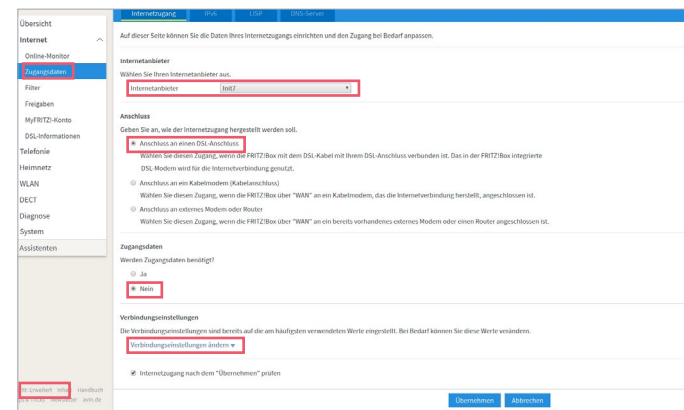 Internetzugang IPv6 LISP DNS-Server
Übersicht
Internet
Online-Monitor
Zugangsdaten
Filter
Freigaben
MyFRITZ!-Konto
DSL-Informationen
Telefonie
Heimnetz
WLAN
DECT
Diagnose
System
Assistenten
Auf dieser Seite können Sie die Daten Ihres Internetzugangs einrichten und den Zugang bei Bedarf anpassen.
Internetanbieter
Wählen Sie Ihren Internetanbieter aus.
Internetanbieter Init7
Anschluss
Geben Sie an, wie der Internetzugang hergestellt werden soll.
Anschluss an einen DSL-Anschluss
Wählen Sie diesen Zugang, wenn die FRITZ!Box mit dem DSL-Kabel mit Ihrem DSL-Anschluss verbunden ist. Das in der FRITZ!Box integrierte
DSL-Modem wird für die Internetverbindung genutzt.
Anschluss an ein Kabelmodem (Kabelanschluss)
Wählen Sie diesen Zugang, wenn die FRITZ!Box über "WAN" an ein Kabelmodem, das die Internetverbindung herstellt, angeschlossen ist.
Anschluss an externes Modem oder Router
Wählen Sie diesen Zugang, wenn die FRITZ!Box über "WAN" an ein bereits vorhandenes externes Modem oder einen Router angeschlossen ist.
Zugangsdaten
Werden Zugangsdaten benötigt?
Ja
Nein
Verbindungseinstellungen
Die Verbindungseinstellungen sind bereits auf die am häufigsten verwendeten Werte eingestellt. Bei Bedarf können Sie diese Werte verändern.
Verbindungseinstellungen ändern
Internetzugang nach dem "Übernehmen" prüfen
Erweitert Inhalt Handbuch
Newsletter avm.de
Übernehmen Abbrechen